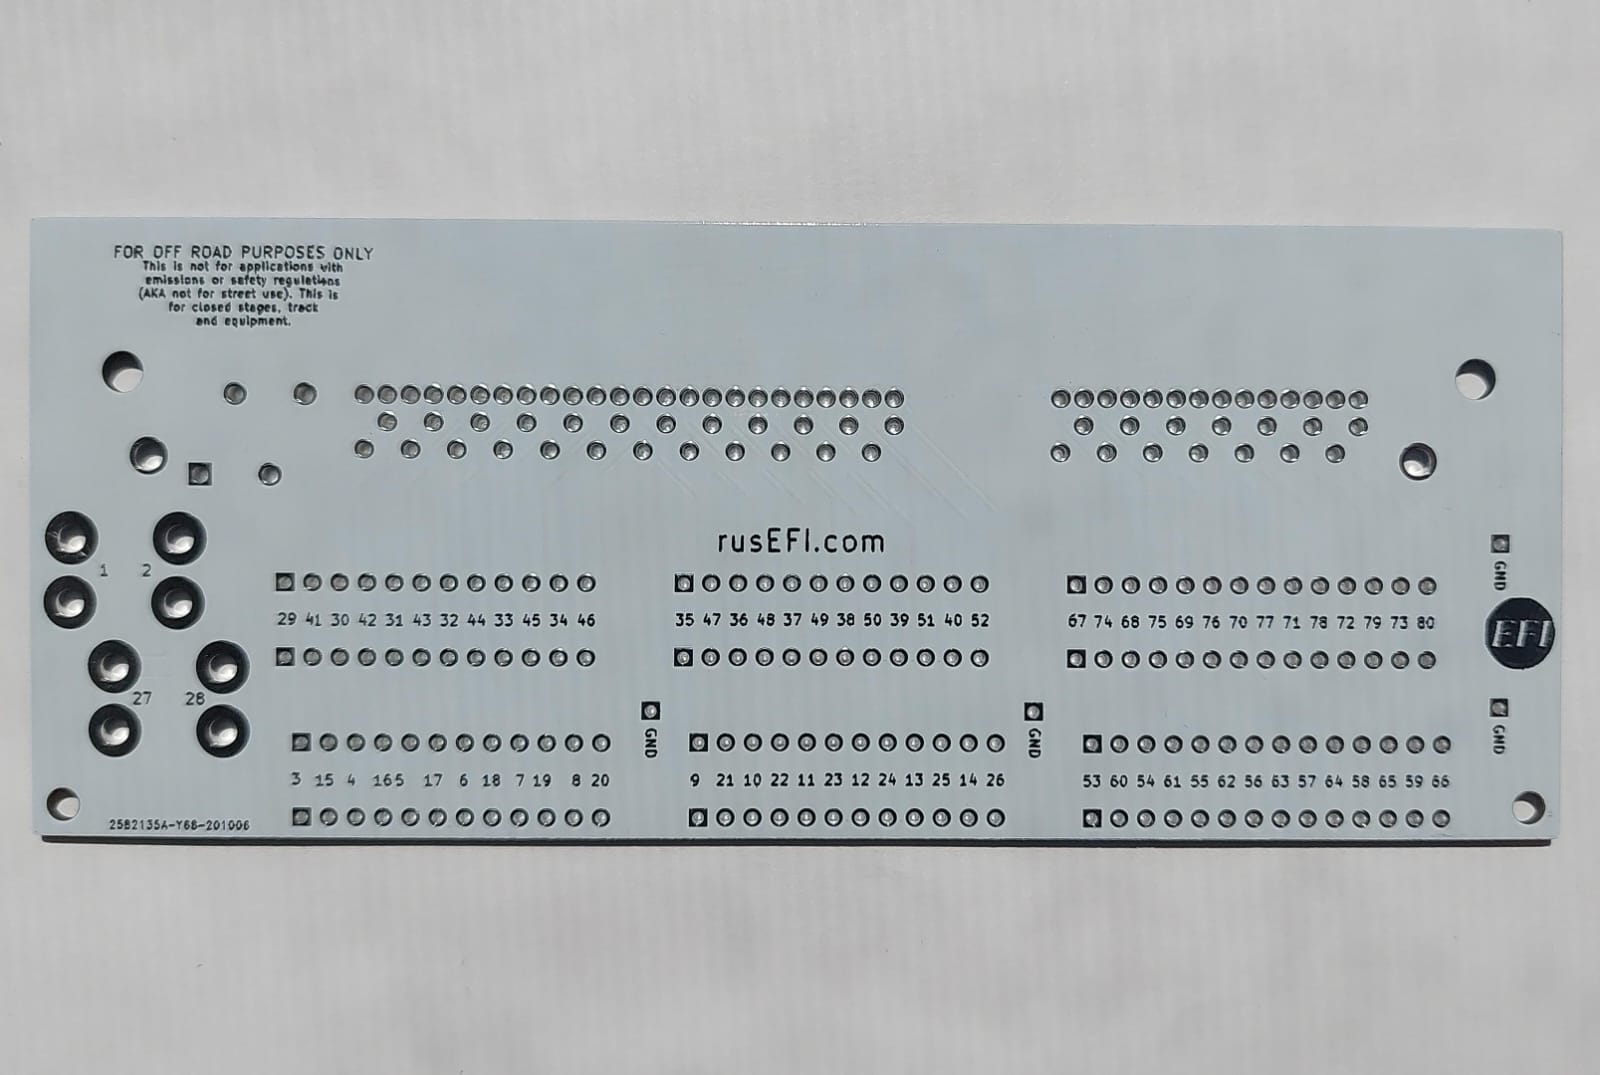 FOR OFF ROAD PURPOSES ONLY
This is not for applications with
emissions or safety regulations
(AKA not for street use). This is
for closed stages, track
and equipment.
rusEFI.com
1 2
29 41 30 42 31 43 32 44 33 45 34 46
35 47 36 48 37 49 38 50 39 51 40 52
67 74 68 75 69 76 70 77 71 78 72 79 73 80
GND
EFI
27 28
GND
GND
GND
3 15 4 165 17 6 18 7 19 8 20
9 21 10 22 11 23 12 24 13 25 14 26
53 60 54 61 55 62 56 63 57 64 58 65 59 66
2582135A-Y68-201006